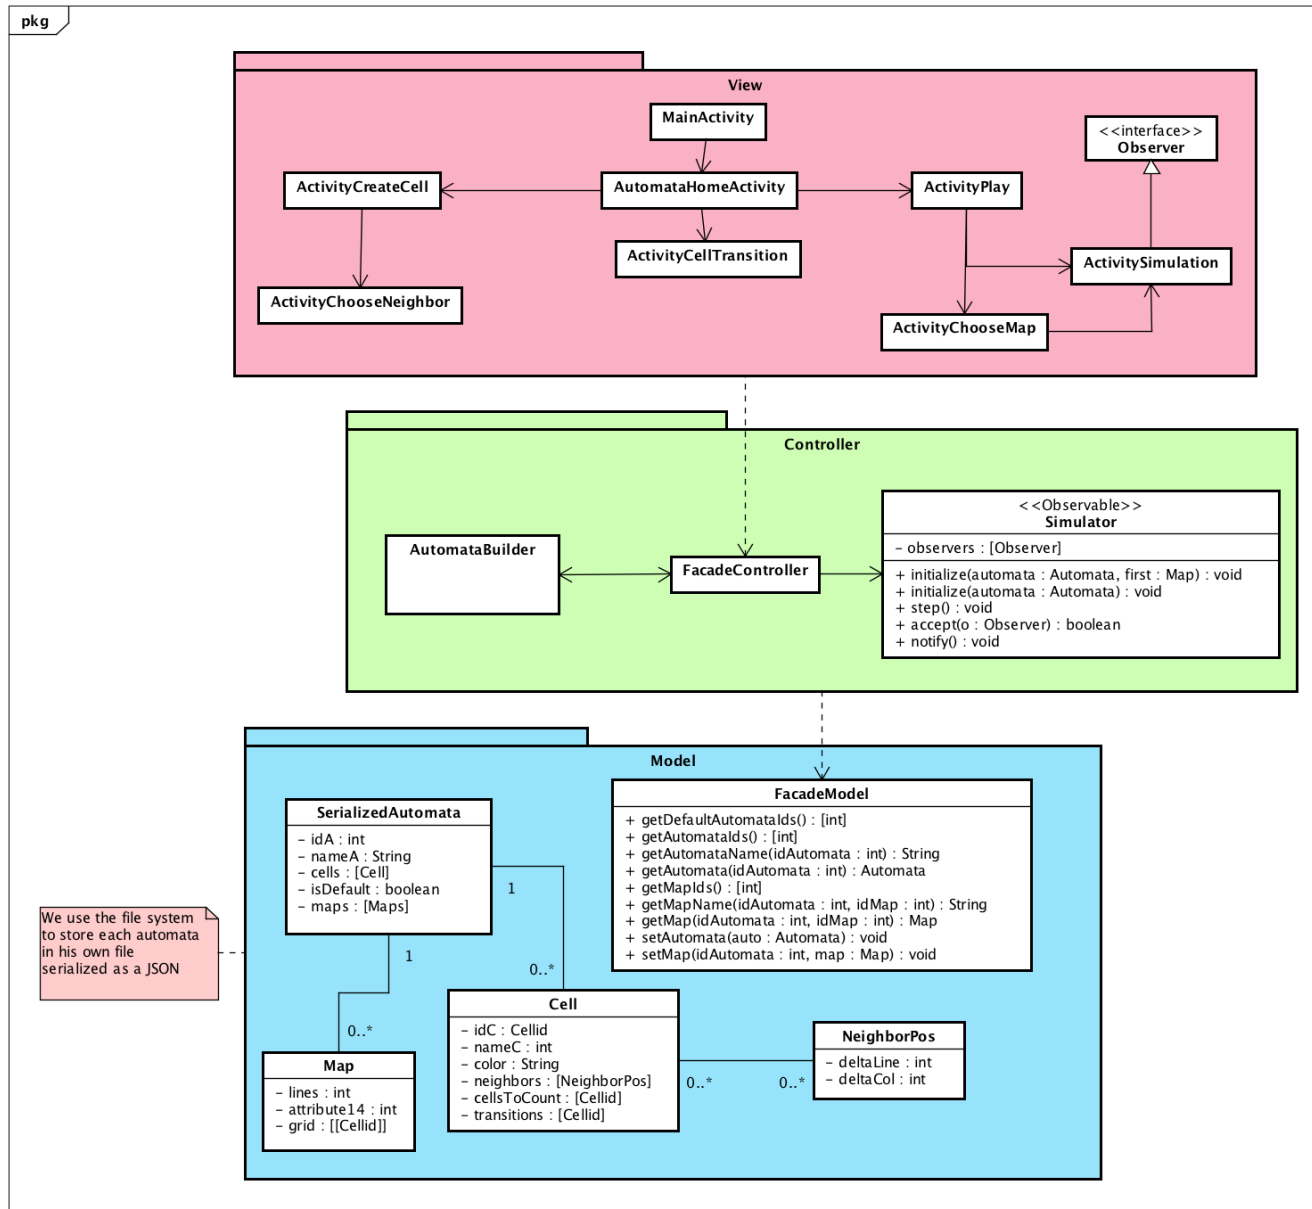 pkg
View
MainActivity
<<interface>>
Observer
ActivityCreateCell
AutomataHomeActivity
ActivityPlay
ActivityCellTransition
ActivitySimulation
ActivityChooseNeighbor
ActivityChooseMap
Controller
AutomataBuilder
FacadeController
<<Observable>>
Simulator
– observers : [Observer]
+ initialize(automata : Automata, first : Map) : void
+ initialize(automata : Automata) : void
+ step() : void
+ accept(o : Observer) : boolean
+ notify() : void
Model
SerializedAutomata
– idA : int
– nameA : String
– cells : [Cell]
– isDefault : boolean
– maps : [Maps]
FacadeModel
+ getDefaultAutomataIds() : [int]
+ getAutomataIds() : [int]
+ getAutomataName(idAutomata : int) : String
+ getAutomata(idAutomata : int) : Automata
+ getMapIds() : [int]
+ getMapName(idAutomata : int, idMap : int) : String
+ getMap(idAutomata : int, idMap : int) : Map
+ setAutomata(auto : Automata) : void
+ setMap(idAutomata : int, map : Map) : void
We use the file system
to store each automata
in his own file
serialized as a JSON
1
0..*
1
0..*
Map
– lines : int
– attribute14 : int
– grid : [[Cellid]]
Cell
– idC : Cellid
– nameC : int
– color : String
– neighbors : [NeighborPos]
– cellsToCount : [Cellid]
– transitions : [Cellid]
0..*
0..*
NeighborPos
– deltaLine : int
– deltaCol : int